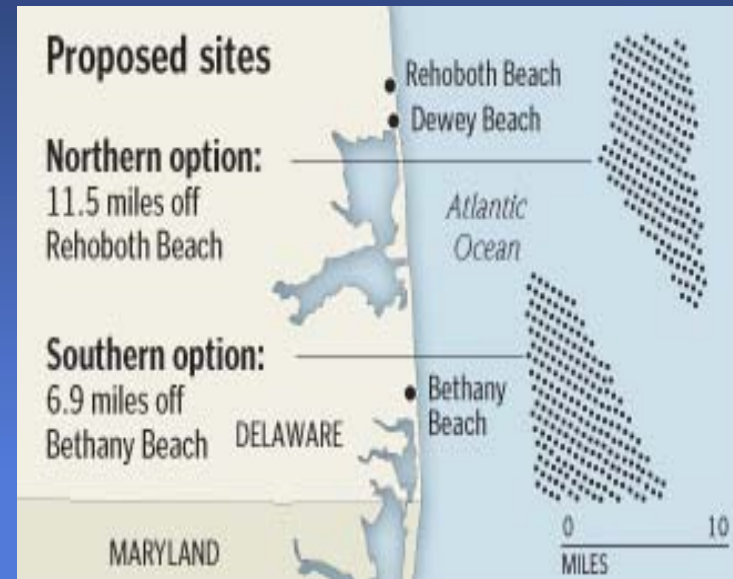 Proposed sites
Rehoboth Beach
Dewey Beach
Northern option:
11.5 miles off
Rehoboth Beach
Atlantic
Ocean
Southern option:
6.9 miles off
Bethany Beach
Bethany
Beach
DELAWARE
MARYLAND
0 10
MILES